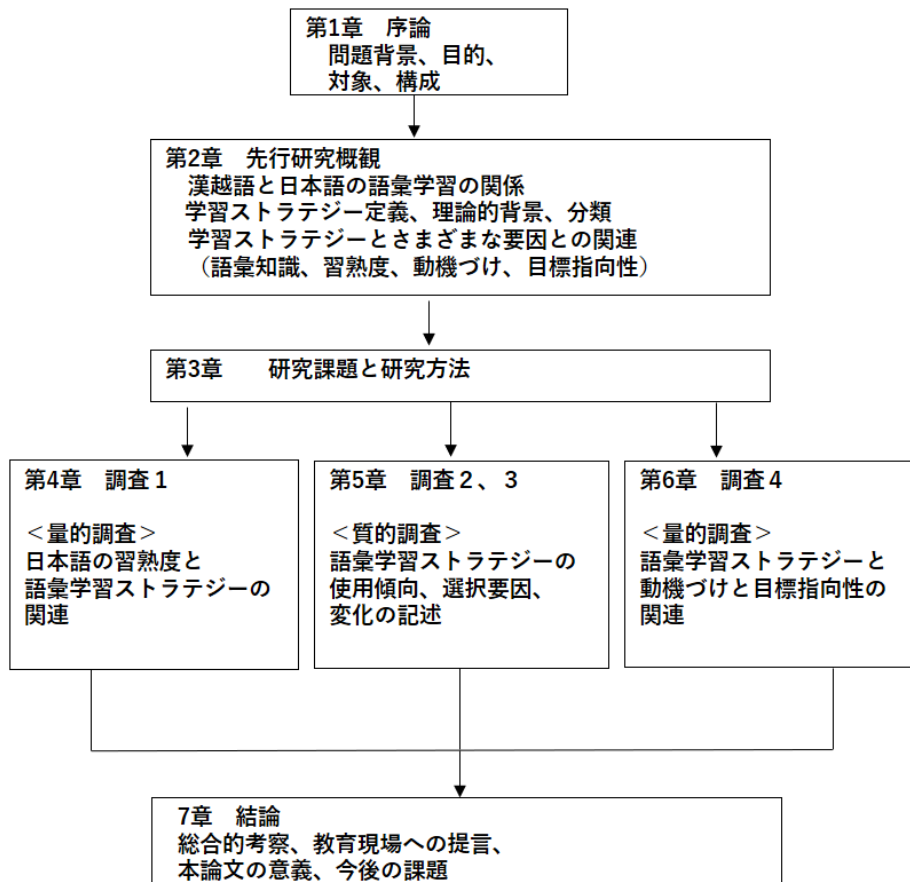 第1章　序論
問題背景、目的、
対象、構成
第2章　先行研究概観
漢越語と日本語の語彙学習の関係
学習ストラテジー定義、理論的背景、分類
学習ストラテジーとさまざまな要因との関連
（語彙知識、習熟度、動機づけ、目標指向性）
第3章　　研究課題と研究方法
第4章　調査１
＜量的調査＞
日本語の習熟度と
語彙学習ストラテジーの
関連
第5章　調査２、３
＜質的調査＞
語彙学習ストラテジーの
使用傾向、選択要因、
変化の記述
第6章　調査４
＜量的調査＞
語彙学習ストラテジーと
動機づけと目標指向性の
関連
7章　結論
総合的考察、教育現場への提言、
本論文の意義、今後の課題